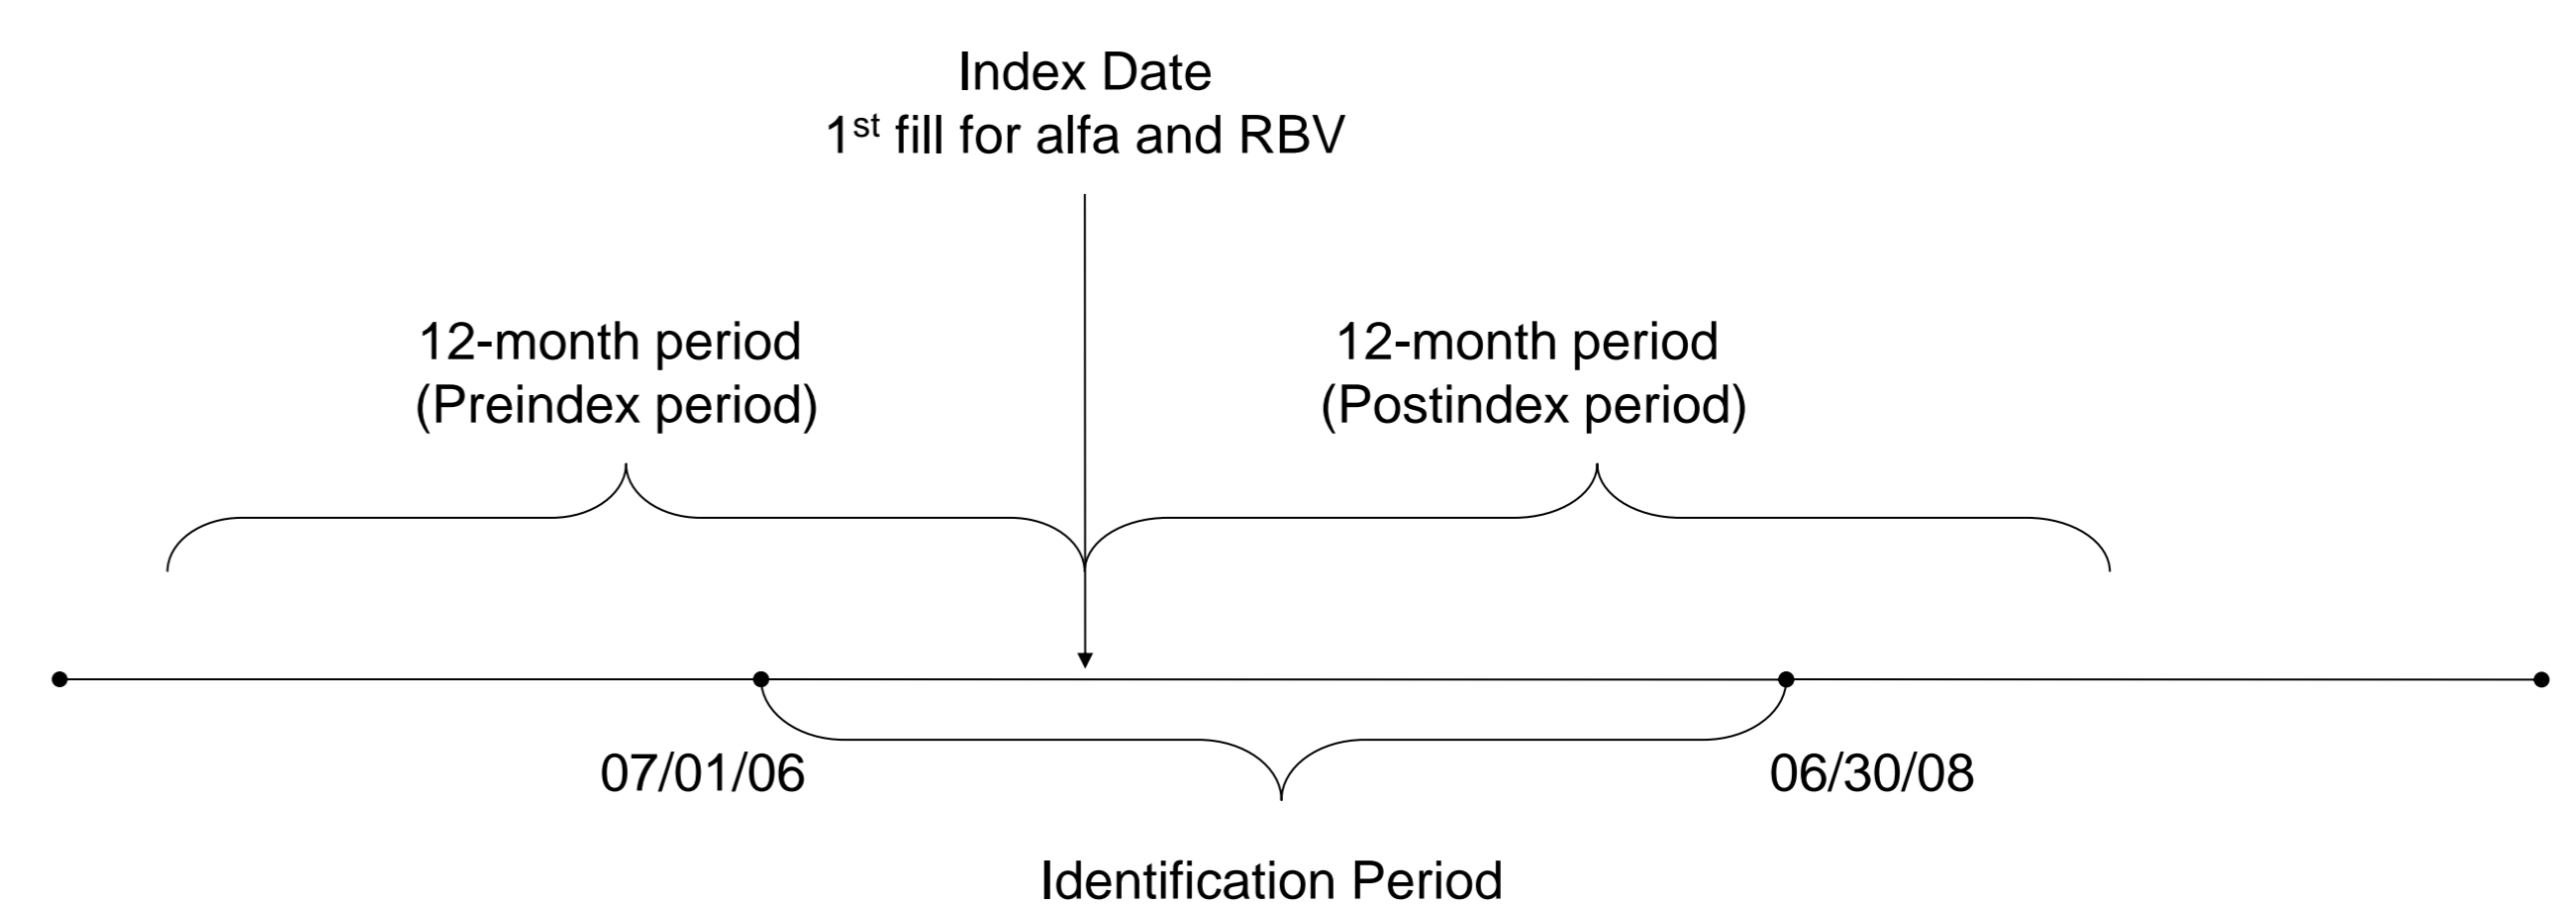 Index Date
1st fill for alfa and RBV
12-month period
(Preindex period)
12-month period
(Postindex period)
07/01/06
06/30/08
Identification Period